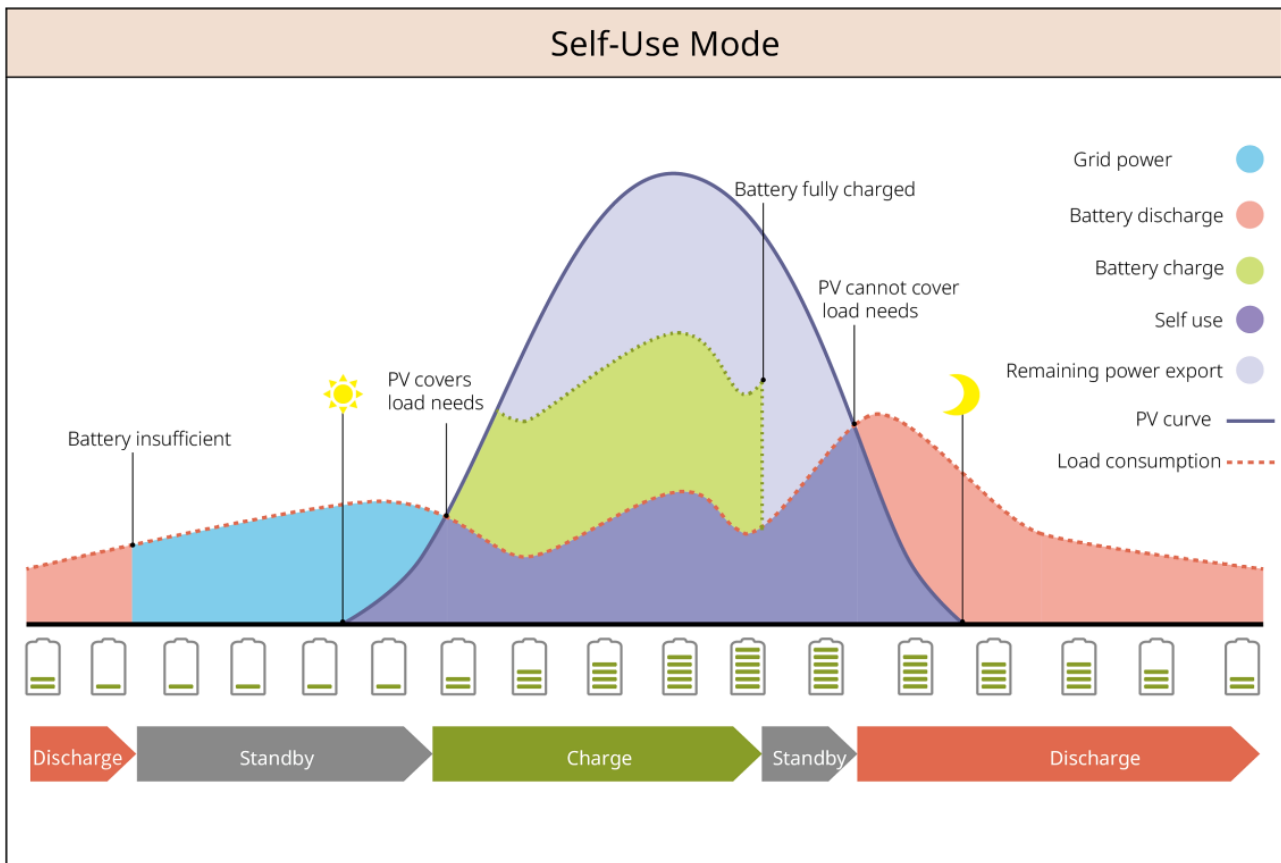 Self-Use Mode
Grid power
Battery fully charged
Battery discharge
Battery charge
PV cannot cover
load needs
Self use
Remaining power export
PV covers
load needs
PV curve
Battery insufficient
Load consumption
Discharge
Standby
Charge
Standby
Discharge